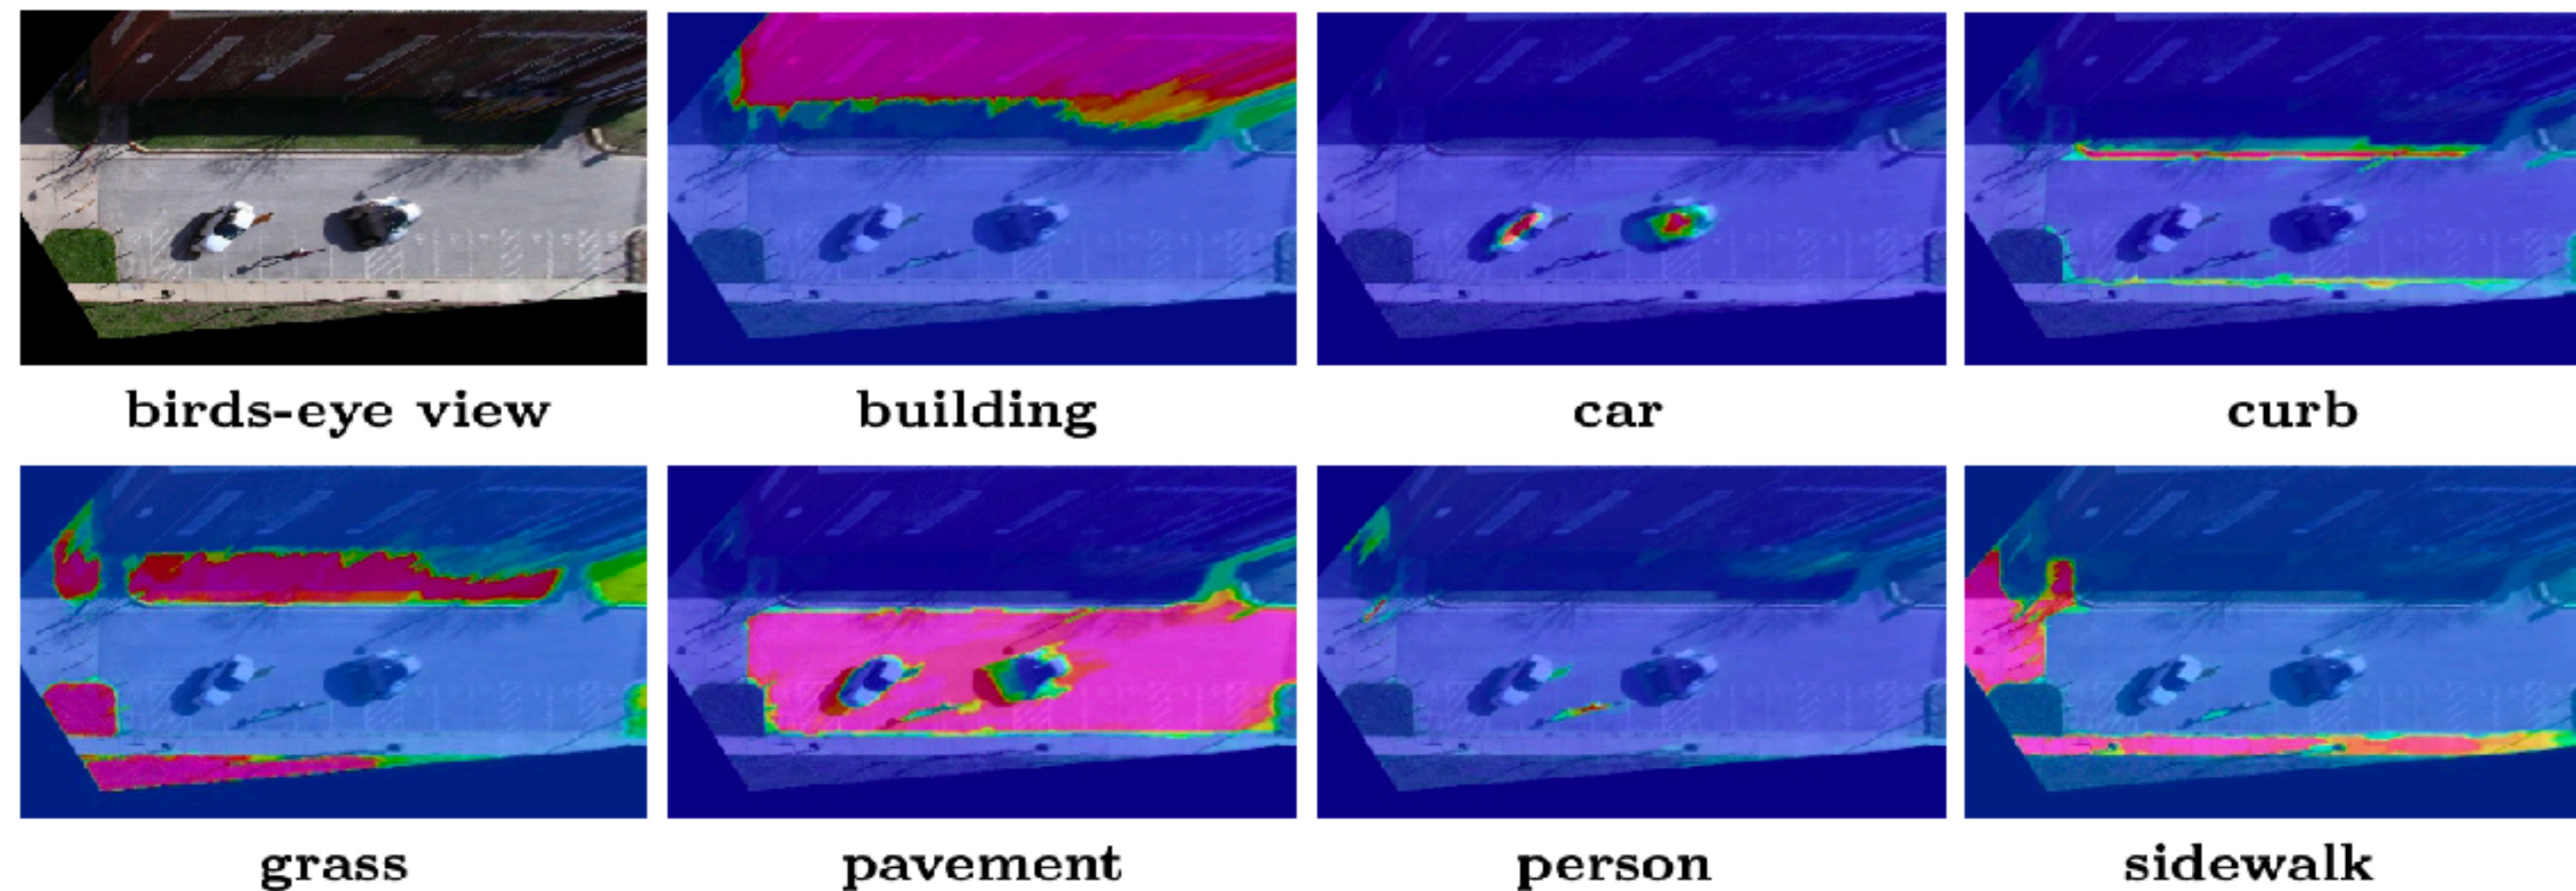 birds-eye view
building
car
curb
grass
pavement
person
sidewalk